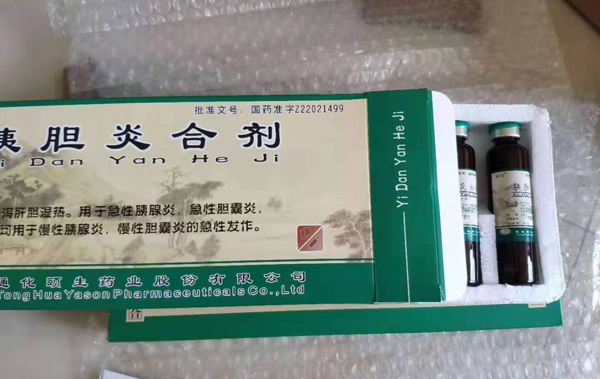 批准文号：国药准字Z22021499
胰胆炎合剂
Yi Dan Yan He Ji
泻肝胆湿热。用于急性胰腺炎，急性胆囊炎，
可用于慢性胰腺炎，慢性胆囊炎的急性发作。
通化颐生药业股份有限公司
Tong Hua Yason Pharmaceuticals Co., Ltd
Yi Dan Yan He Ji